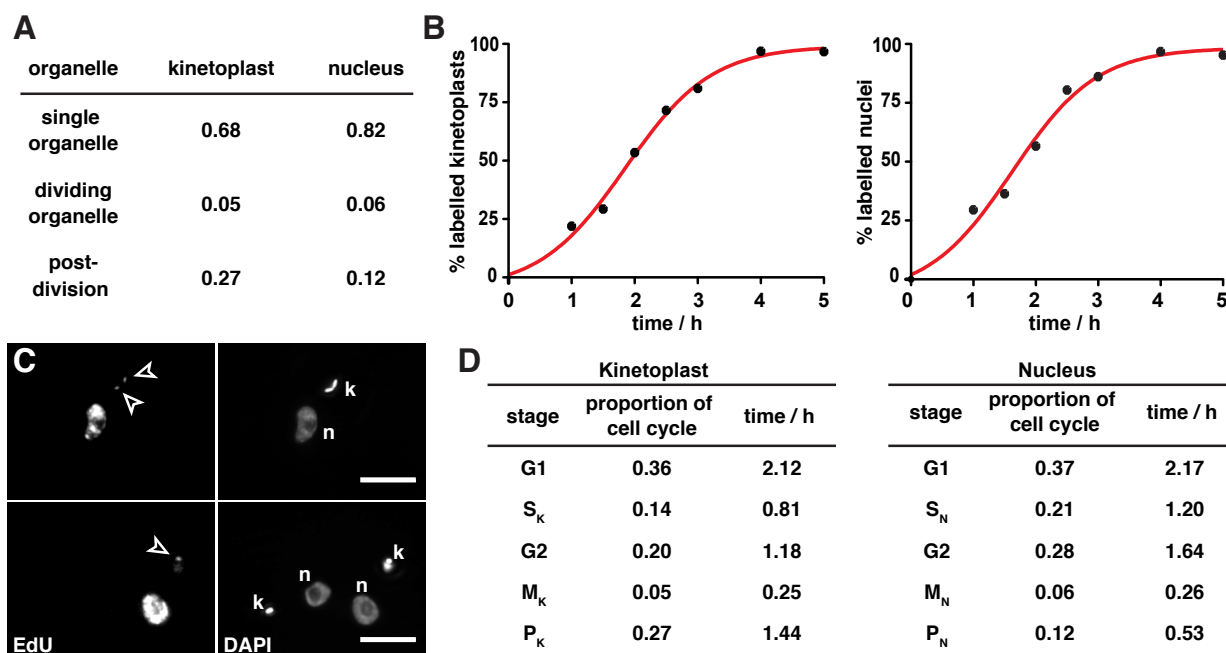 A
organelle kinetoplast nucleus
single
organelle 0.68 0.82
dividing
organelle 0.05 0.06
post-
division 0.27 0.12
B
% labelled kinetoplasts
100
75
50
25
0
0 1 2 3 4 5
time / h
% labelled nuclei
100
75
50
25
0
0 1 2 3 4 5
time / h
C
k
n
k
n
n
k
EdU
DAPI
D
Kinetoplast
stage proportion of cell cycle time / h
G1 0.36 2.12
SK 0.14 0.81
G2 0.20 1.18
MK 0.05 0.25
PK 0.27 1.44
Nucleus
stage proportion of cell cycle time / h
G1 0.37 2.17
SN 0.21 1.20
G2 0.28 1.64
MN 0.06 0.26
PN 0.12 0.53